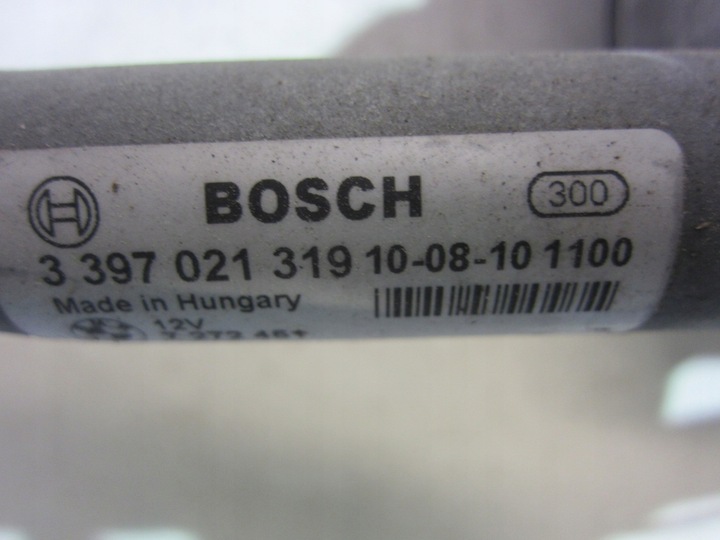 BOSCH 300
3 397 021 319 10-08-10 1100
Made in Hungary
12V